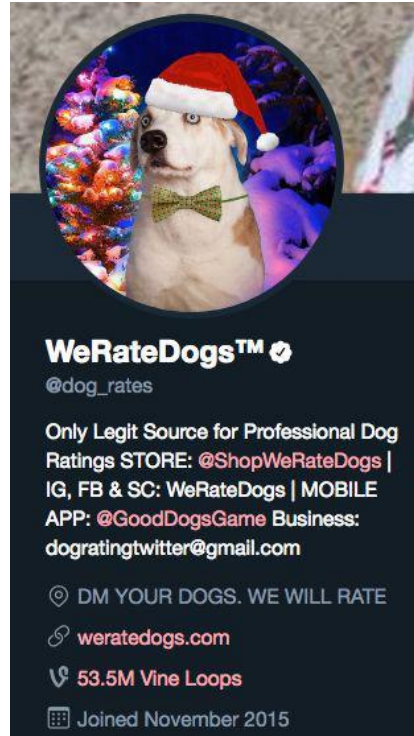 WeRateDogs™
@dog_rates
Only Legit Source for Professional Dog
Ratings STORE: @ShopWeRateDogs |
IG, FB & SC: WeRateDogs | MOBILE
APP: @GoodDogsGame Business:
dogratingtwitter@gmail.com
DM YOUR DOGS. WE WILL RATE
weratedogs.com
53.5M Vine Loops
Joined November 2015